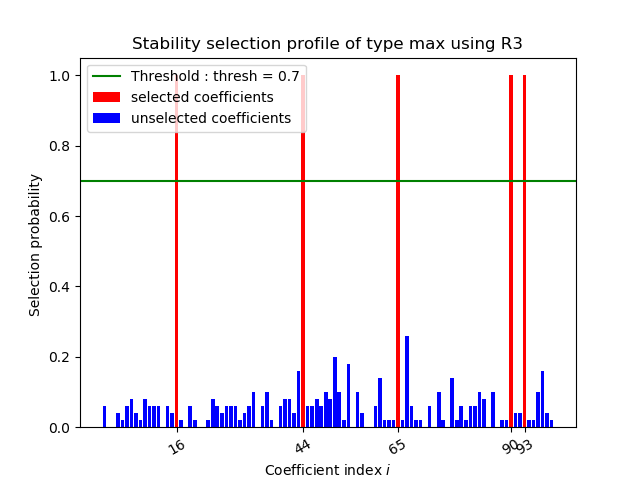 Stability selection profile of type max using R3
Threshold : thresh = 0.7
selected coefficients
unselected coefficients
1.0
0.8
0.6
0.4
0.2
0.0
Selection probability
16
44
65
90
93
Coefficient index i